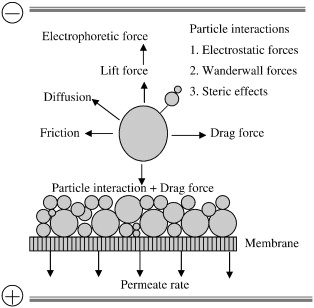 −
Electrophoretic force
Particle interactions
1. Electrostatic forces
2. Wanderwall forces
3. Steric effects
Lift force
Diffusion
Friction
Drag force
Particle interaction + Drag force
Membrane
Permeate rate
+